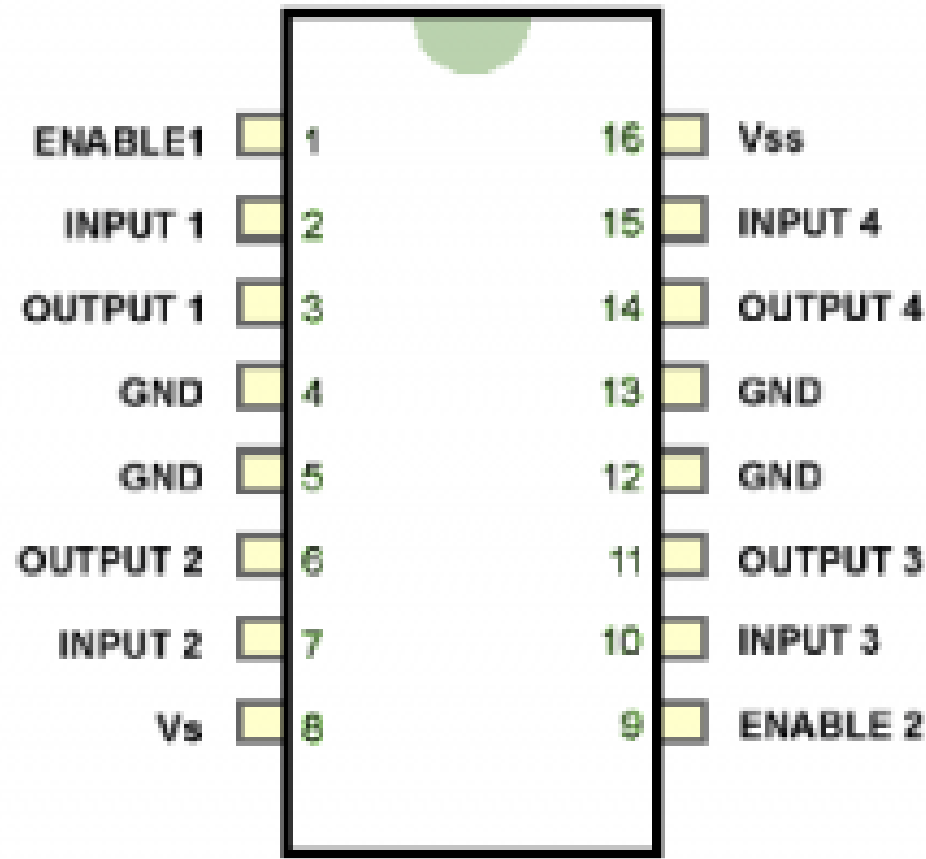 ENABLE1 1 16 Vss
INPUT 1 2 15 INPUT 4
OUTPUT 1 3 14 OUTPUT 4
GND 4 13 GND
GND 5 12 GND
OUTPUT 2 6 11 OUTPUT 3
INPUT 2 7 10 INPUT 3
Vs 8 9 ENABLE 2